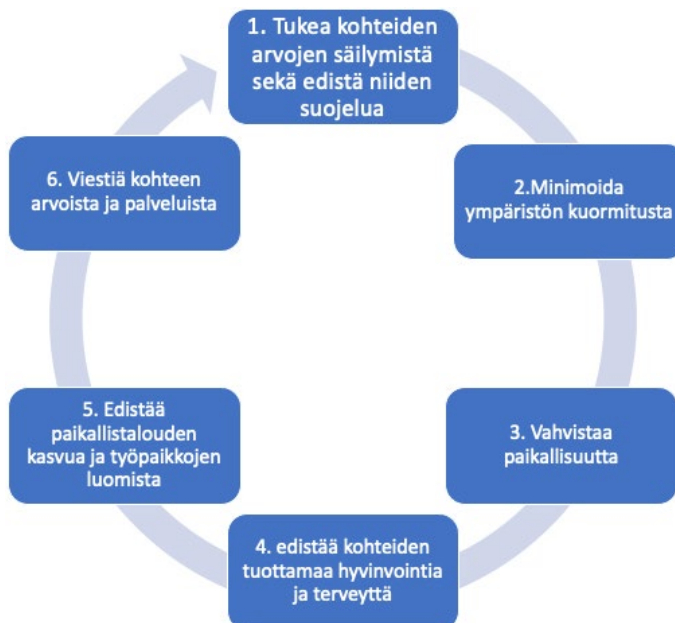 1. Tukea kohteiden
arvojen säilymistä
sekä edistä niiden
suojelua
2.Minimoida
ympäristön kuormitusta
3. Vahvistaa
paikallisuutta
4. edistää kohteiden
tuottamaa hyvinvointia
ja terveyttä
5. Edistää
paikallistalouden
kasvua ja työpaikkojen
luomista
6. Viestiä kohteen
arvoista ja palveluista